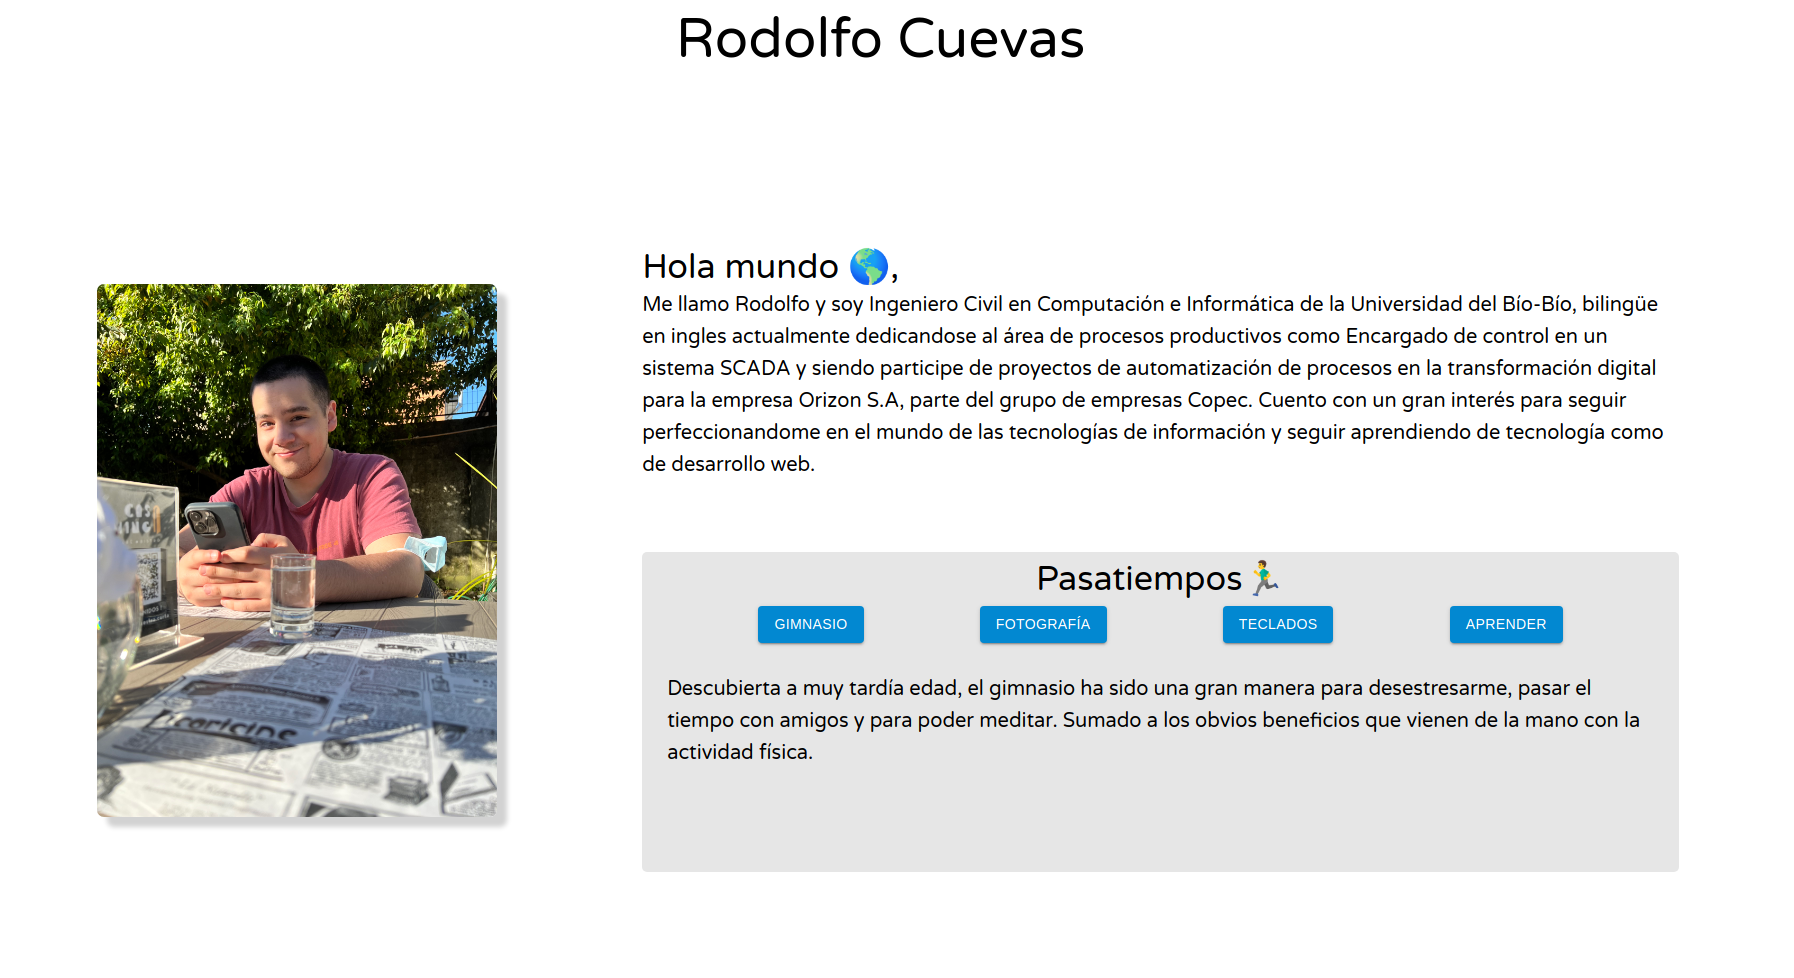 Rodolfo Cuevas
Hola mundo 🌎,
Me llamo Rodolfo y soy Ingeniero Civil en Computación e Informática de la Universidad del Bío-Bío, bilingüe
en ingles actualmente dedicandose al área de procesos productivos como Encargado de control en un
sistema SCADA y siendo participe de proyectos de automatización de procesos en la transformación digital
para la empresa Orizon S.A, parte del grupo de empresas Copec. Cuento con un gran interés para seguir
perfeccionandome en el mundo de las tecnologías de información y seguir aprendiendo de tecnología como
de desarrollo web.
Pasatiempos🏃‍♂️
GIMNASIO FOTOGRAFÍA TECLADOS APRENDER
Descubierta a muy tardía edad, el gimnasio ha sido una gran manera para desestresarme, pasar el
tiempo con amigos y para poder meditar. Sumado a los obvios beneficios que vienen de la mano con la
actividad física.